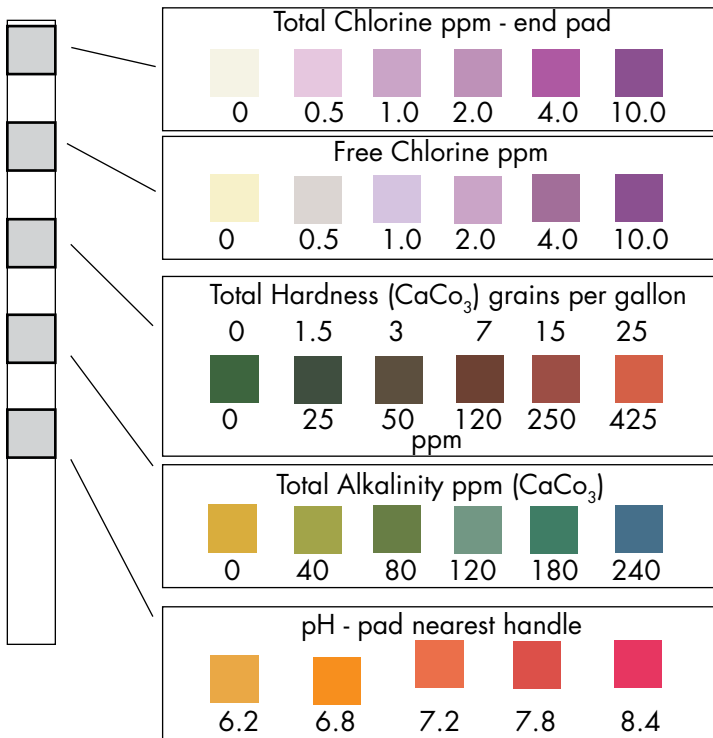 Total Chlorine ppm - end pad
0 0.5 1.0 2.0 4.0 10.0
Free Chlorine ppm
0 0.5 1.0 2.0 4.0 10.0
Total Hardness (CaCo₃) grains per gallon
0 1.5 3 7 15 25
0 25 50 120 250 425
ppm
Total Alkalinity ppm (CaCo₃)
0 40 80 120 180 240
pH - pad nearest handle
6.2 6.8 7.2 7.8 8.4